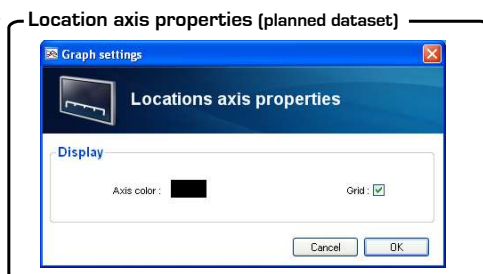 Location axis properties (planned dataset)
Graph settings
Locations axis properties
Display
Axis color :
Grid :
Cancel
OK